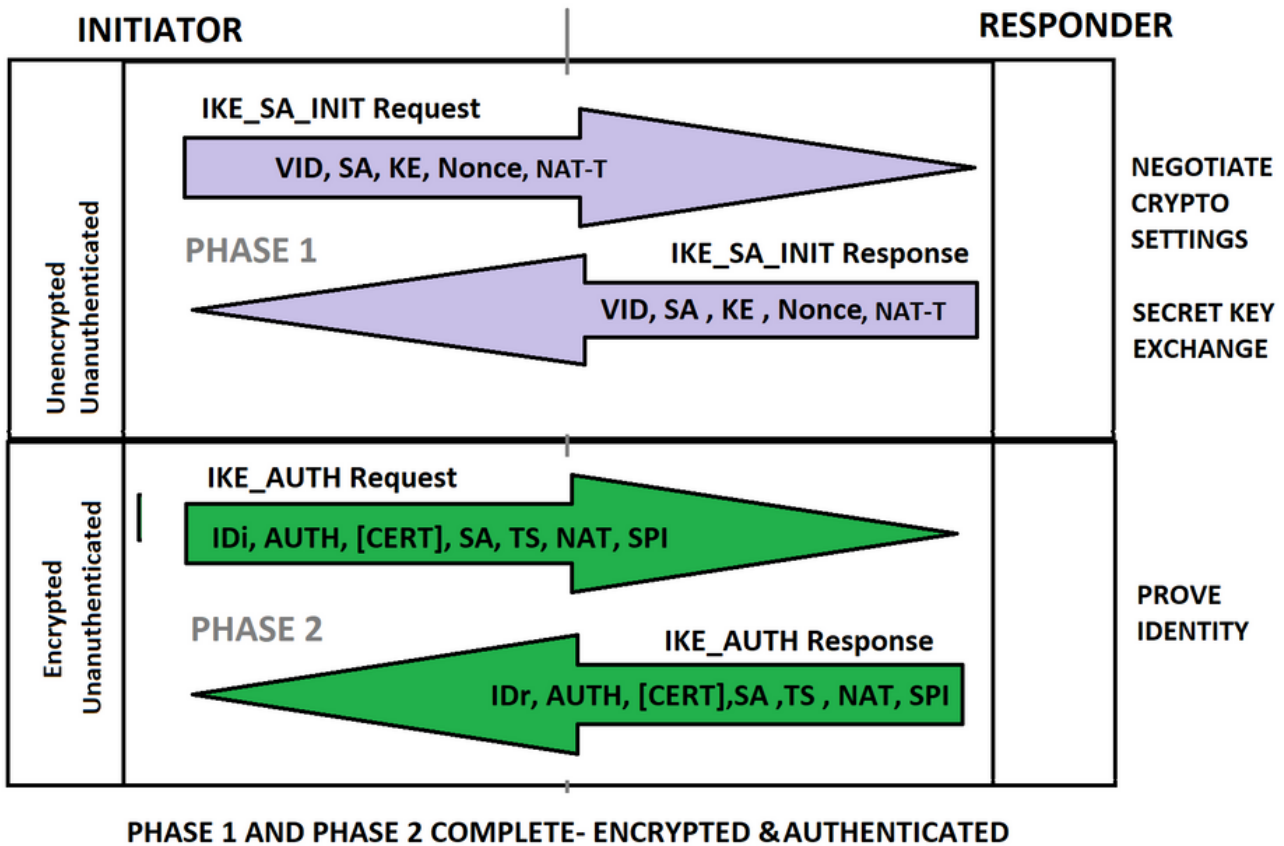 INITIATOR
RESPONDER
IKE_SA_INIT Request
VID, SA, KE, Nonce, NAT-T
PHASE 1
IKE_SA_INIT Response
VID, SA , KE , Nonce, NAT-T
Unencrypted
Unanuthenticated
NEGOTIATE
CRYPTO
SETTINGS
SECRET KEY
EXCHANGE
IKE_AUTH Request
IDi, AUTH, [CERT], SA, TS, NAT, SPI
PHASE 2
IKE_AUTH Response
IDr, AUTH, [CERT],SA ,TS , NAT, SPI
Encrypted
Unanuthenticated
PROVE
IDENTITY
PHASE 1 AND PHASE 2 COMPLETE- ENCRYPTED &AUTHENTICATED